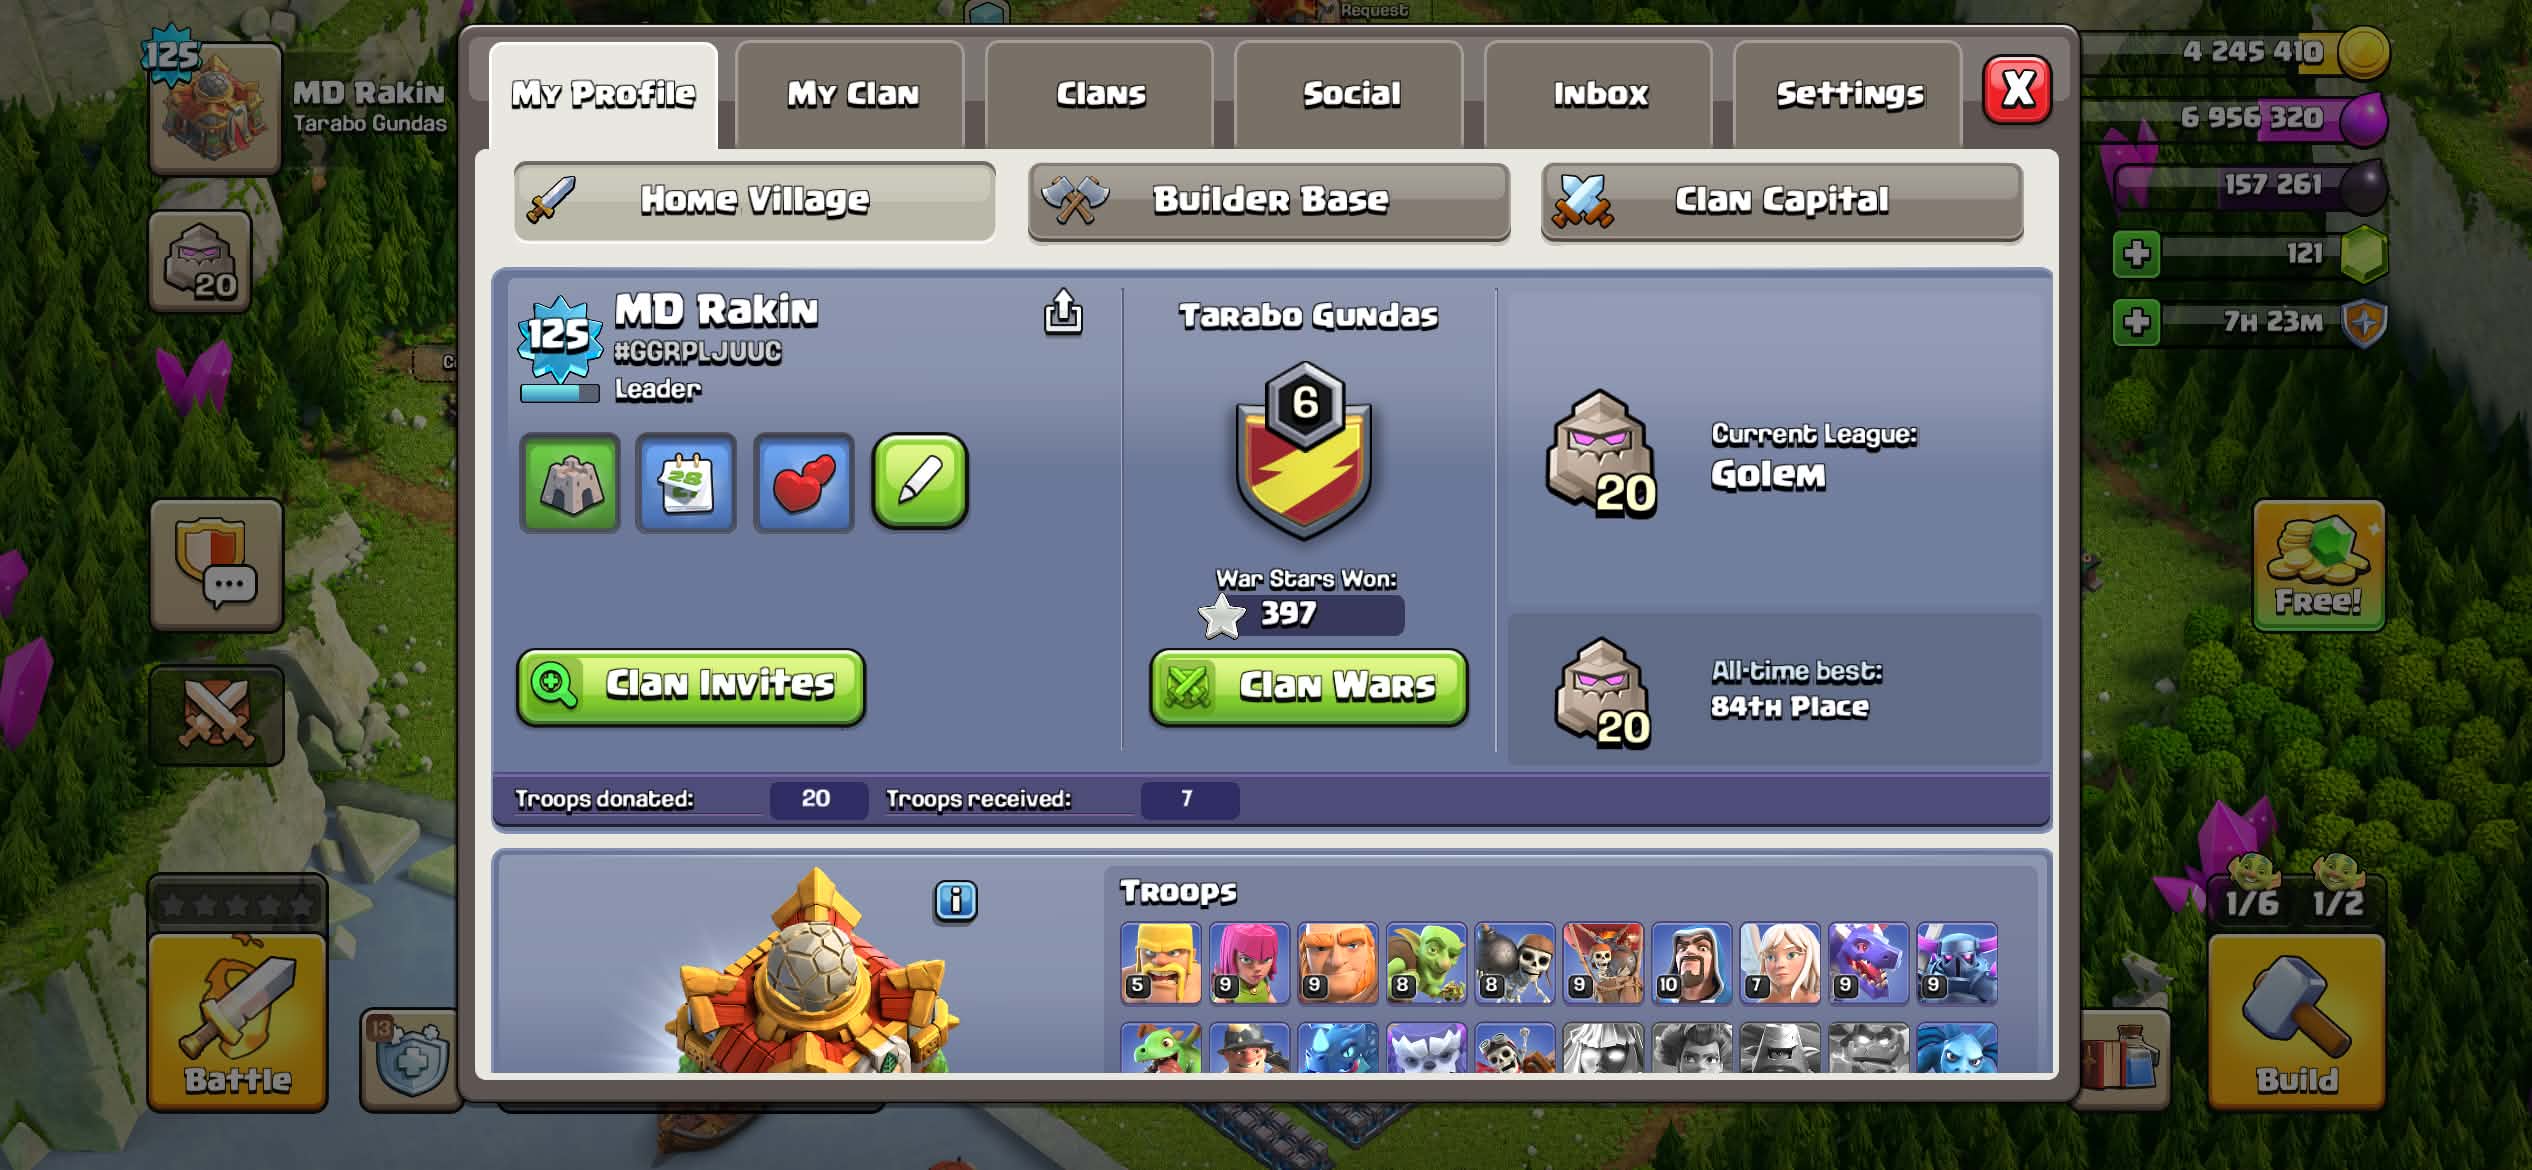 Request
125
MD Rakin
Tarabo Gundas
20
My Profile
My Clan
Clans
Social
Inbox
Settings
X
4 245 410
6 956 320
157 261
121
7H 23M
Home Village
Builder Base
Clan Capital
125
MD Rakin
#GGRPLJUUC
Leader
Tarabo Gundas
6
War Stars Won:
397
Clan Invites
Clan Wars
20
Current League:
Golem
20
All-time best:
84th Place
Troops donated: 20
Troops received: 7
Troops
5 9 9 8 8 9 10 7 9 9
Free!
1/6
1/2
13
Battle
Build